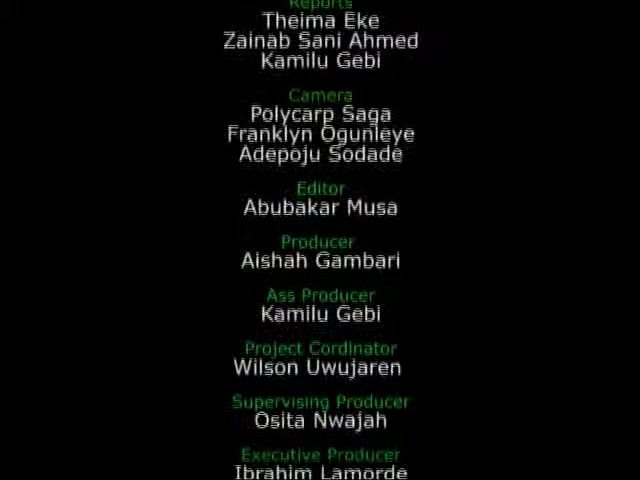 Reports
Theima Eke
Zainab Sani Ahmed
Kamilu Gebi
Camera
Polycarp Saga
Franklyn Ogunleye
Adepoju Sodade
Editor
Abubakar Musa
Producer
Aishah Gambari
Ass Producer
Kamilu Gebi
Project Cordinator
Wilson Uwujaren
Supervising Producer
Osita Nwajah
Executive Producer
Ibrahim Lamorde